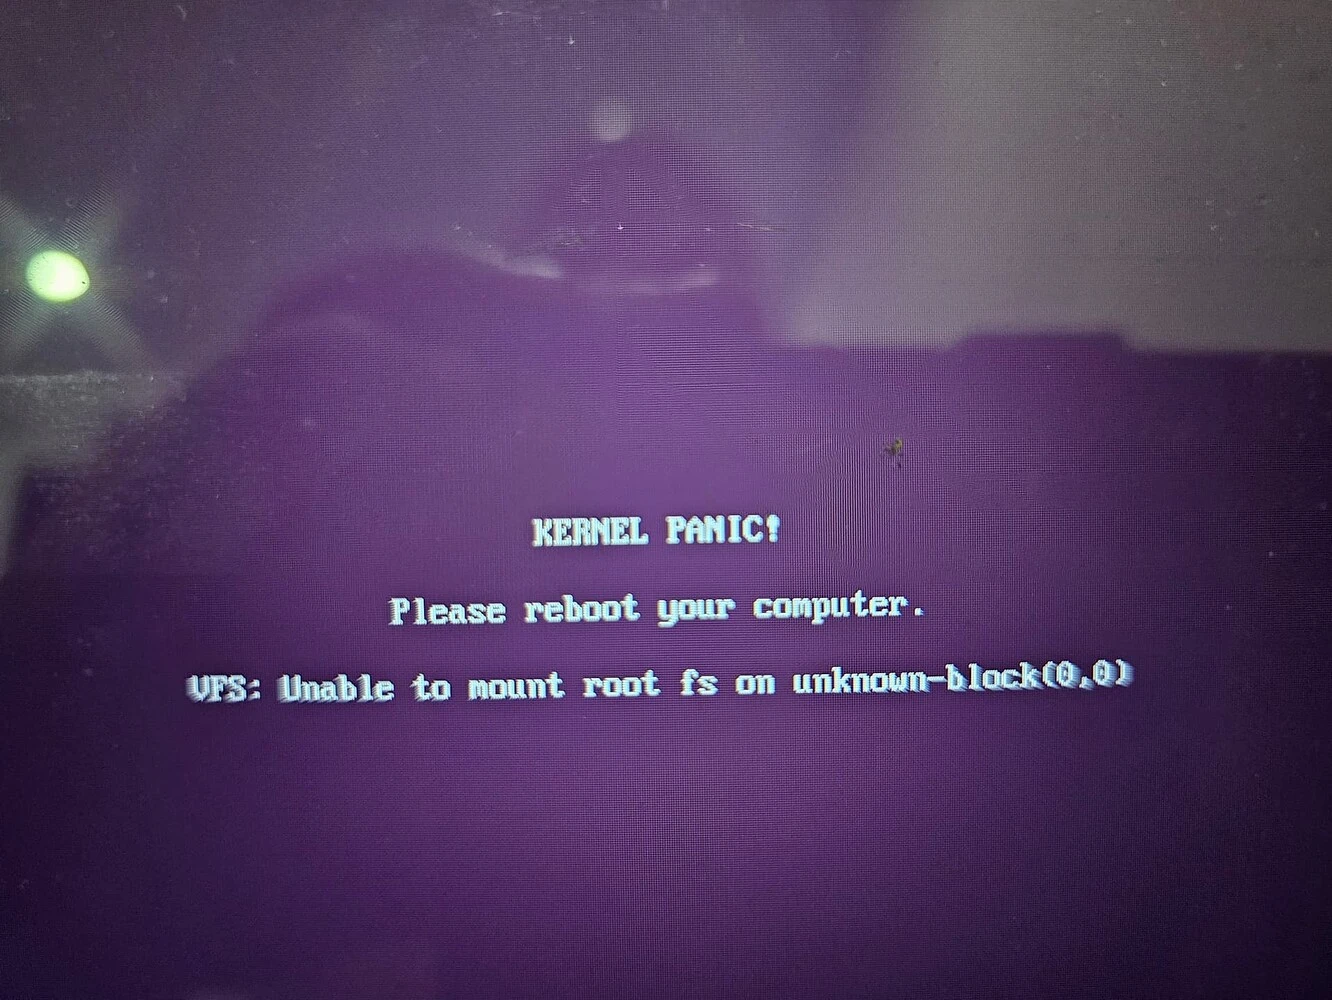 KERNEL PANIC!
Please reboot your computer.
VFS: Unable to mount root fs on unknown-block(0,0)